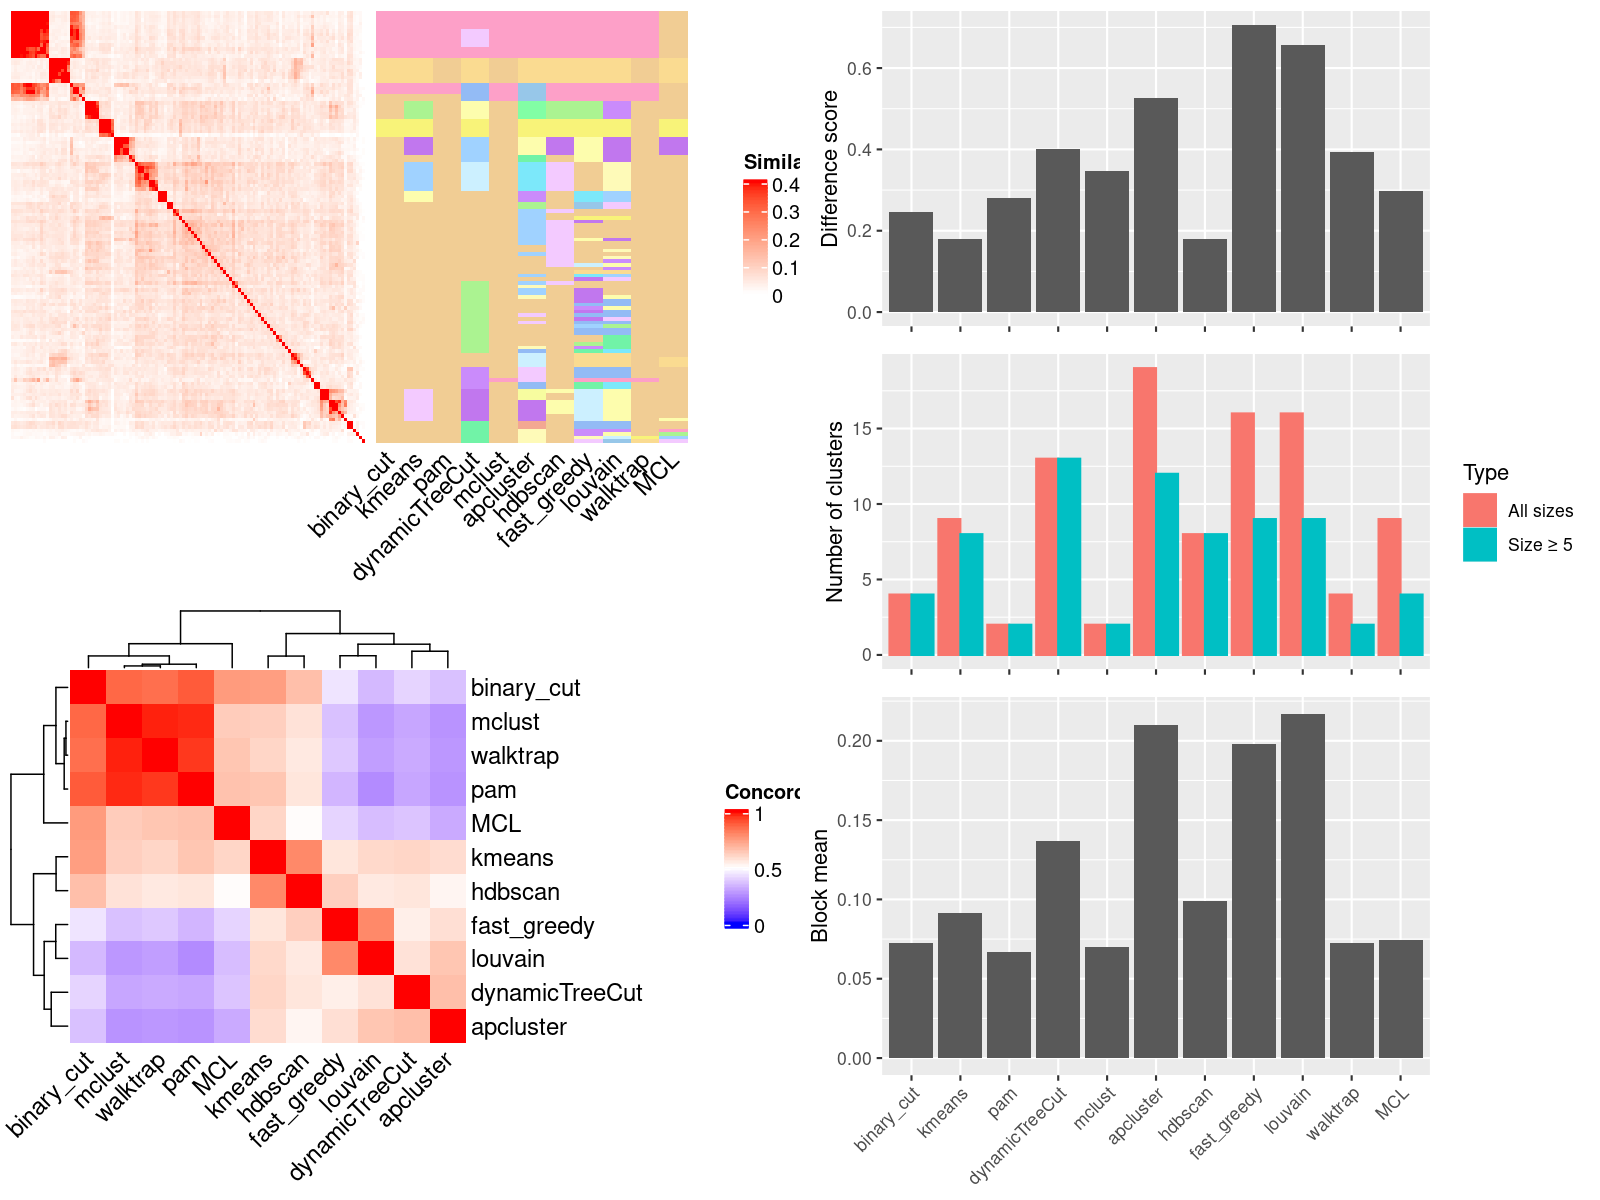 Simila
0.4
0.3
0.2
0.1
0
binary_cut
kmeans
pam
dynamicTreeCut
mclust
apcluster
hdbscan
fast_greedy
louvain
walktrap
MCL
binary_cut
mclust
walktrap
pam
MCL
kmeans
hdbscan
fast_greedy
louvain
dynamicTreeCut
apcluster
binary_cut
mclust
walktrap
pam
MCL
kmeans
hdbscan
fast_greedy
louvain
dynamicTreeCut
apcluster
Concord
1
0.5
0
Difference score
0.6
0.4
0.2
0.0
Number of clusters
15
10
5
0
Type
All sizes
Size ≥ 5
Block mean
0.20
0.15
0.10
0.05
0.00
binary_cut
kmeans
pam
dynamicTreeCut
mclust
apcluster
hdbscan
fast_greedy
louvain
walktrap
MCL